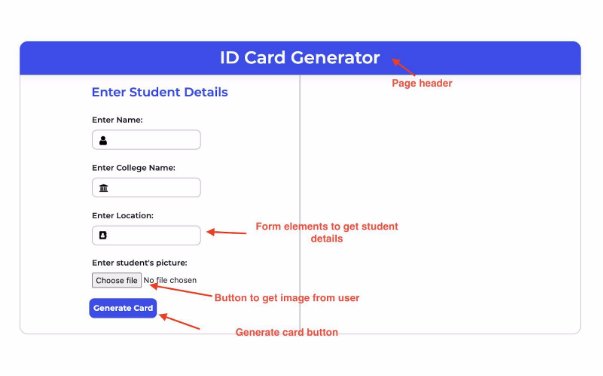 ID Card Generator
Page header
Enter Student Details
Enter Name:
Enter College Name:
Enter Location:
Form elements to get student
details
Enter student's picture:
Choose file No file chosen
Button to get image from user
Generate Card
Generate card button